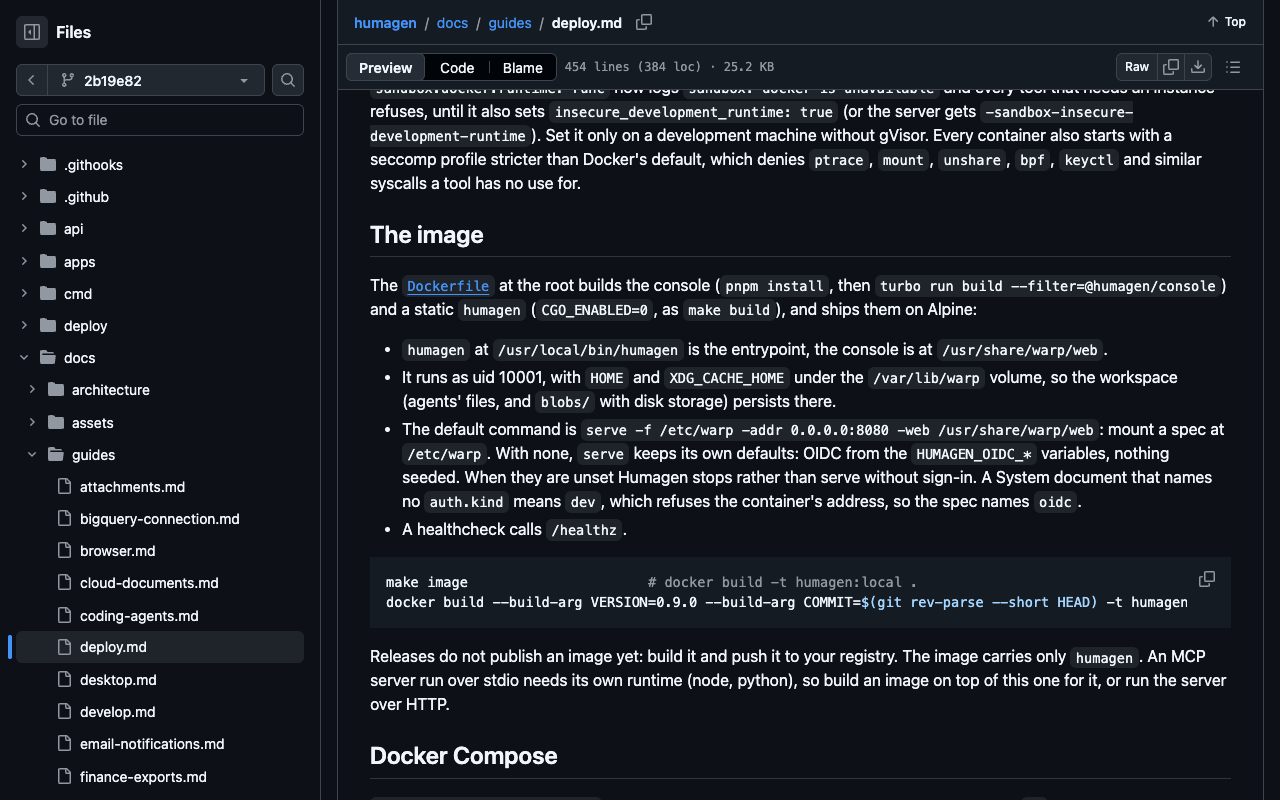 Files
2b19e82
Go to file
.githooks
.github
api
apps
cmd
deploy
docs
architecture
assets
guides
attachments.md
bigquery-connection.md
browser.md
cloud-documents.md
coding-agents.md
deploy.md
desktop.md
develop.md
email-notifications.md
finance-exports.md
humagen / docs / guides / deploy.md
Top
Preview Code Blame 454 lines (384 loc) · 25.2 KB Raw
sandbox.docker.runtime: runc now logs sandbox: docker is unavailable and every tool that needs an instance
refuses, until it also sets insecure_development_runtime: true (or the server gets -sandbox-insecure-
development-runtime). Set it only on a development machine without gVisor. Every container also starts with a
seccomp profile stricter than Docker's default, which denies ptrace, mount, unshare, bpf, keyctl and similar
syscalls a tool has no use for.
The image
The Dockerfile at the root builds the console (pnpm install, then turbo run build --filter=@humagen/console)
and a static humagen (CGO_ENABLED=0, as make build), and ships them on Alpine:
• humagen at /usr/local/bin/humagen is the entrypoint, the console is at /usr/share/warp/web.
• It runs as uid 10001, with HOME and XDG_CACHE_HOME under the /var/lib/warp volume, so the workspace
(agents' files, and blobs/ with disk storage) persists there.
• The default command is serve -f /etc/warp -addr 0.0.0.0:8080 -web /usr/share/warp/web: mount a spec at
/etc/warp. With none, serve keeps its own defaults: OIDC from the HUMAGEN_OIDC_* variables, nothing
seeded. When they are unset Humagen stops rather than serve without sign-in. A System document that names
no auth.kind means dev, which refuses the container's address, so the spec names oidc.
• A healthcheck calls /healthz.
make image # docker build -t humagen:local .
docker build --build-arg VERSION=0.9.0 --build-arg COMMIT=$(git rev-parse --short HEAD) -t humagen
Releases do not publish an image yet: build it and push it to your registry. The image carries only humagen. An MCP
server run over stdio needs its own runtime (node, python), so build an image on top of this one for it, or run the server
over HTTP.
Docker Compose